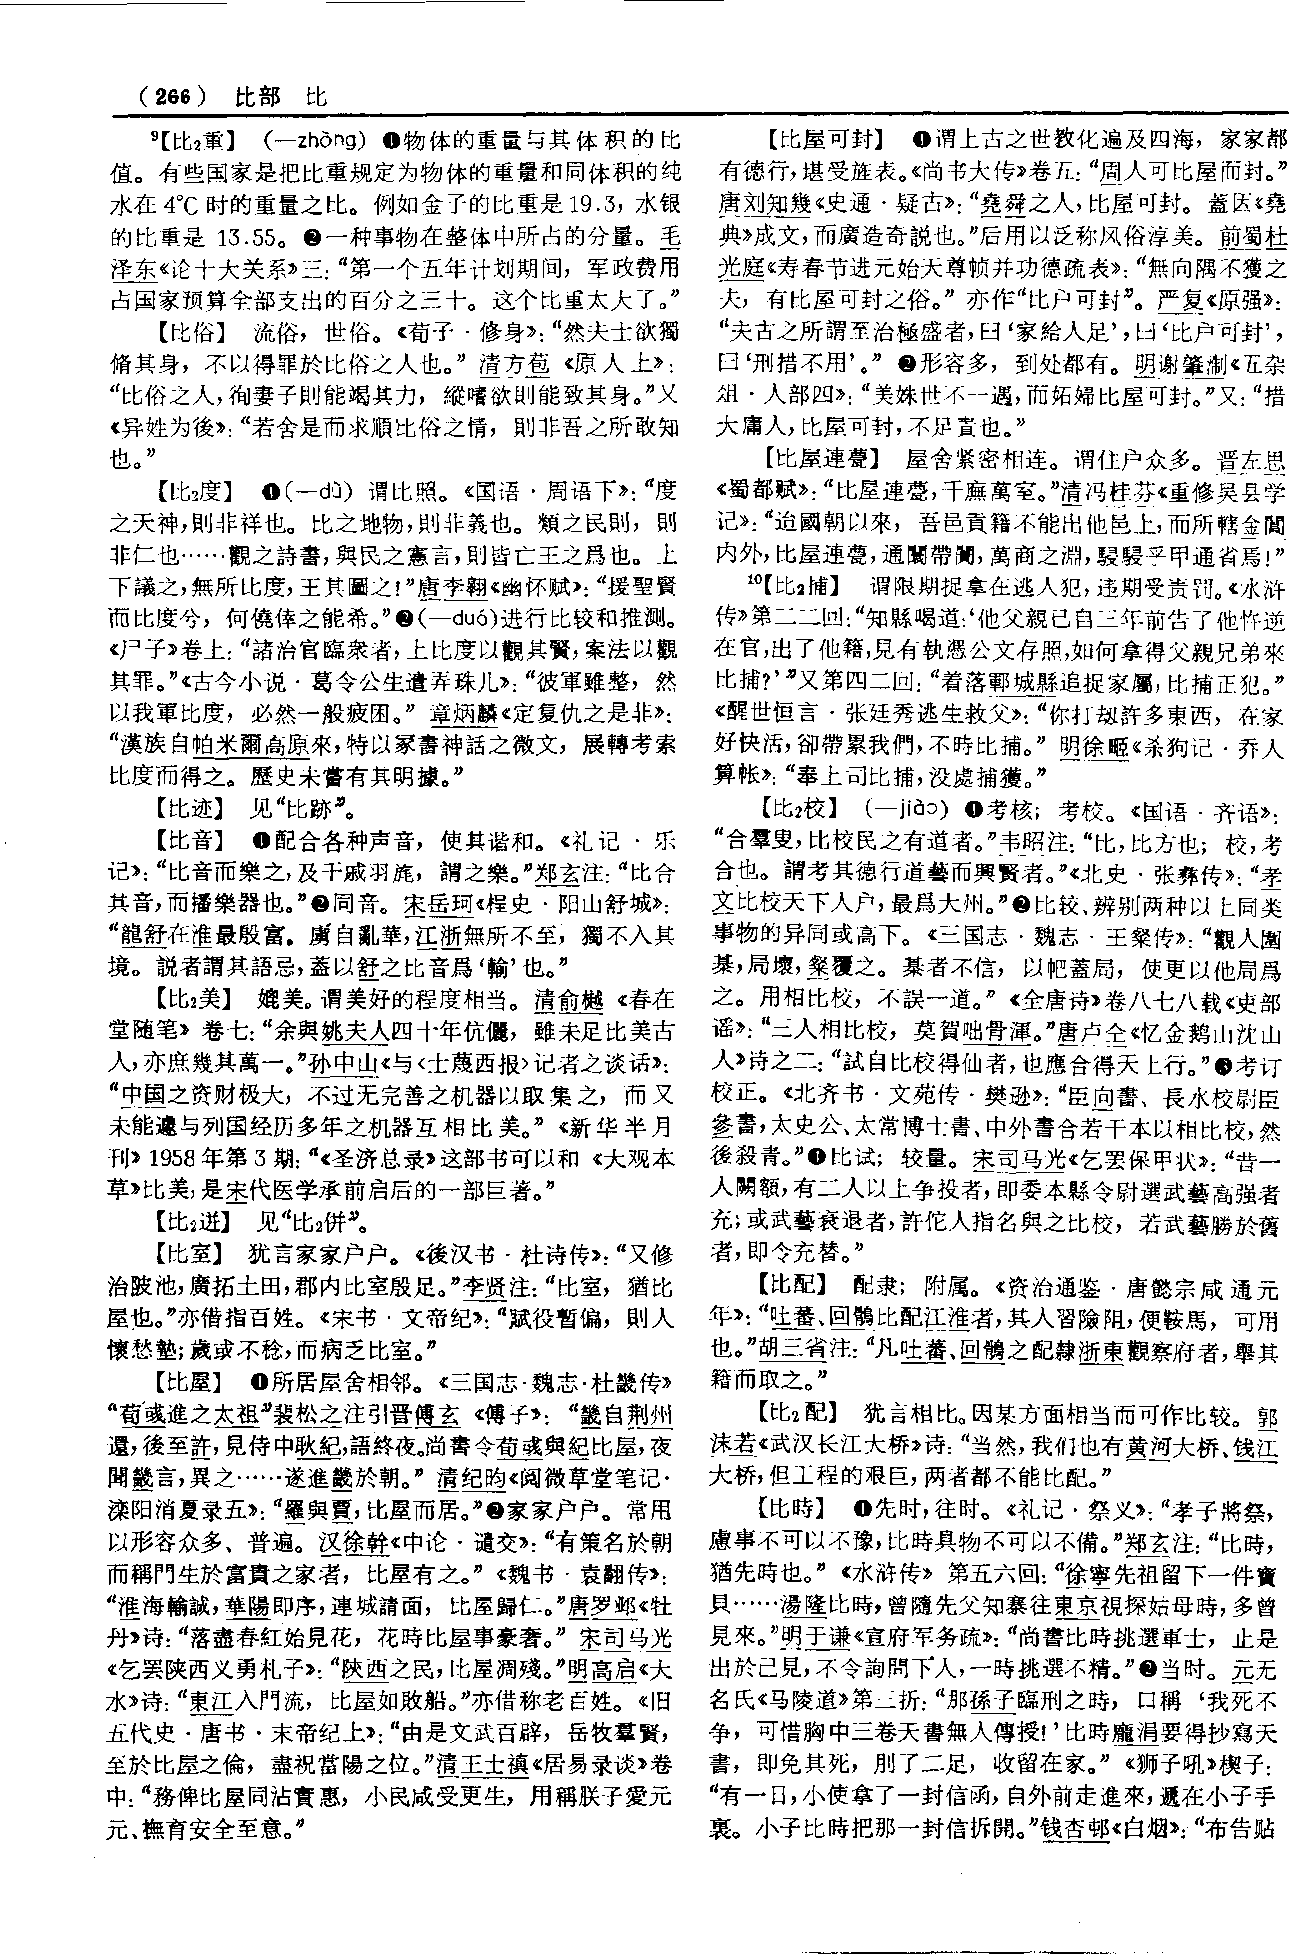 （266） 比部 比
⁹【比₂重】 （—zhòng）❶物体的重量与其体积的比
值。有些国家是把比重规定为物体的重量和同体积的纯
水在4℃时的重量之比。例如金子的比重是19.3，水银
的比重是 13.55。❷一种事物在整体中所占的分量。毛
泽东《论十大关系》三：“第一个五年计划期间，军政费用
占国家预算全部支出的百分之三十。这个比重太大了。”
【比俗】 流俗，世俗。《荀子·修身》：“然夫士欲獨
脩其身，不以得罪於比俗之人也。”清方苞《原人上》：
“比俗之人，徇妻子則能竭其力，縱嗜欲則能致其身。”又
《异姓为後》：“若舍是而求順比俗之情，則非吾之所敢知
也。”
【比₂度】 ❶（—dù）谓比照。《国语·周语下》：“度
之天神，則非祥也。比之地物，則非義也。類之民則，則
非仁也……觀之詩書，與民之憲言，則皆亡王之爲也。上
下議之，無所比度，王其圖之！”唐李翱《幽怀赋》：“援聖賢
而比度兮，何僥倖之能希。”❷（—duó）进行比较和推测。
《尸子》卷上：“諸治官臨衆者，上比度以觀其賢，案法以觀
其罪。”《古今小说·葛令公生遣弄珠儿》：“彼軍雖整，然
以我軍比度，必然一般疲困。”章炳麟《定复仇之是非》：
“漢族自帕米爾高原來，特以冢書神話之微文，展轉考索
比度而得之。歷史未嘗有其明據。”
【比迹】 见“比跡”。
【比音】 ❶配合各种声音，使其谐和。《礼记·乐
记》：“比音而樂之，及干戚羽旄，謂之樂。”郑玄注：“比合
其音，而播樂器也。”❷同音。宋岳珂《桯史·阳山舒城》：
“龍舒在淮最殷富。虜自亂華，江浙無所不至，獨不入其
境。説者謂其語忌，蓋以舒之比音爲‘輸’也。”
【比₂美】 媲美。谓美好的程度相当。清俞樾《春在
堂随笔》卷七：“余與姚夫人四十年伉儷，雖未足比美古
人，亦庶幾其萬一。”孙中山《与〈士蔑西报〉记者之谈话》：
“中国之资财极大，不过无完善之机器以取集之，而又
未能遽与列国经历多年之机器互相比美。”《新华半月
刊》1958年第3期：“《圣济总录》这部书可以和《大观本
草》比美，是宋代医学承前启后的一部巨著。”
【比₂迸】 见“比₂併”。
【比室】 犹言家家户户。《後汉书·杜诗传》：“又修
治陂池，廣拓土田，郡内比室殷足。”李贤注：“比室，猶比
屋也。”亦借指百姓。《宋书·文帝纪》：“賦役暫偏，則人
懷愁墊；歲或不稔，而病乏比室。”
【比屋】 ❶所居屋舍相邻。《三国志·魏志·杜畿传》
“荀彧進之太祖”裴松之注引晋傅玄《傅子》：“畿自荆州
還，後至許，見侍中耿紀，語終夜。尚書令荀彧與紀比屋，夜
聞畿言，異之……遂進畿於朝。”清纪昀《阅微草堂笔记·
滦阳消夏录五》：“羅與賈，比屋而居。”❷家家户户。常用
以形容众多、普遍。汉徐幹《中论·谴交》：“有策名於朝
而稱門生於富貴之家者，比屋有之。”《魏书·袁翻传》：
“淮海輸誠，華陽即序，連城請面，比屋歸仁。”唐罗邺《牡
丹》诗：“落盡春紅始見花，花時比屋事豪奢。”宋司马光
《乞罢陕西义勇札子》：“陝西之民，比屋凋殘。”明高启《大
水》诗：“東江入門流，比屋如敗船。”亦借称老百姓。《旧
五代史·唐书·末帝纪上》：“由是文武百辟，岳牧羣賢，
至於比屋之倫，盡祝當陽之位。”清王士禛《居易录谈》卷
中：“務俾比屋同沾實惠，小民咸受更生，用稱朕子愛元
元、撫育安全至意。”
【比屋可封】 ❶谓上古之世教化遍及四海，家家都
有德行，堪受旌表。《尚书大传》卷五：“周人可比屋而封。”
唐刘知幾《史通·疑古》：“堯舜之人，比屋可封。蓋因《堯
典》成文，而廣造奇説也。”后用以泛称风俗淳美。前蜀杜
光庭《寿春节进元始天尊帧并功德疏表》：“無向隅不獲之
夫，有比屋可封之俗。”亦作“比户可封”。严复《原强》：
“夫古之所謂至治極盛者，曰‘家給人足’，曰‘比户可封’，
曰‘刑措不用’。”❷形容多，到处都有。明谢肇淛《五杂
俎·人部四》：“美姝世不一遇，而妬婦比屋可封。”又：“措
大庸人，比屋可封，不足責也。”
【比屋連甍】 屋舍紧密相连。谓住户众多。晋左思
《蜀都赋》：“比屋連甍，千廡萬室。”清冯桂芬《重修吴县学
记》：“迨國朝以來，吾邑貢籍不能出他邑上，而所轄金閶
内外，比屋連甍，通闤帶闠，萬商之淵，駸駸乎甲通省焉！”
¹⁰【比₂捕】 谓限期捉拿在逃人犯，违期受责罚。《水浒
传》第二二回：“知縣喝道：‘他父親已自三年前告了他忤逆
在官，出了他籍，見有執憑公文存照，如何拿得父親兄弟來
比捕？’”又第四二回：“着落鄆城縣追捉家屬，比捕正犯。”
《醒世恒言·张廷秀逃生救父》：“你打刼許多東西，在家
好快活，卻帶累我們，不時比捕。”明徐𤱻《杀狗记·乔人
算帐》：“奉上司比捕，没處捕獲。”
【比₂校】 （—jiào）❶考核；考校。《国语·齐语》：
“合羣叟，比校民之有道者。”韦昭注：“比，比方也；校，考
合也。謂考其德行道藝而興賢者。”《北史·张彝传》：“孝
文比校天下人户，最爲大州。”❷比较、辨别两种以上同类
事物的异同或高下。《三国志·魏志·王粲传》：“觀人圍
棊，局壞，粲覆之。棊者不信，以帊蓋局，使更以他局爲
之。用相比校，不誤一道。”《全唐诗》卷八七八载《吏部
谣》：“三人相比校，莫賀咄骨渾。”唐卢仝《忆金鹅山沈山
人》诗之二：“試自比校得仙者，也應合得天上行。”❸考订
校正。《北齐书·文苑传·樊逊》：“臣向書、長水校尉臣
參書，太史公、太常博士書、中外書合若干本以相比校，然
後殺青。”❹比试；较量。宋司马光《乞罢保甲状》：“昔一
人闕額，有二人以上争投者，即委本縣令尉選武藝高强者
充；或武藝衰退者，許佗人指名與之比校，若武藝勝於舊
者，即令充替。”
【比配】 配隶；附属。《资治通鉴·唐懿宗咸通元
年》：“吐蕃、回鶻比配江淮者，其人習險阻，便鞍馬，可用
也。”胡三省注：“凡吐蕃、回鶻之配隸浙東觀察府者，舉其
籍而取之。”
【比₂配】 犹言相比。因某方面相当而可作比较。郭
沫若《武汉长江大桥》诗：“当然，我们也有黄河大桥、钱江
大桥，但工程的艰巨，两者都不能比配。”
【比時】 ❶先时，往时。《礼记·祭义》：“孝子將祭，
慮事不可以不豫，比時具物不可以不備。”郑玄注：“比時，
猶先時也。”《水浒传》第五六回：“徐寧先祖留下一件寶
貝……湯隆比時，曾隨先父知寨往東京視探姑母時，多曾
見來。”明于谦《宣府军务疏》：“尚書比時挑選軍士，止是
出於己見，不令詢問下人，一時挑選不精。”❷当时。元无
名氏《马陵道》第二折：“那孫子臨刑之時，口稱‘我死不
争，可惜胸中三卷天書無人傳授！’比時龐涓要得抄寫天
書，即免其死，刖了二足，收留在家。”《狮子吼》楔子：
“有一日，小使拿了一封信函，自外前走進來，遞在小子手
裏。小子比時把那一封信拆開。”钱杏邨《白烟》：“布告贴